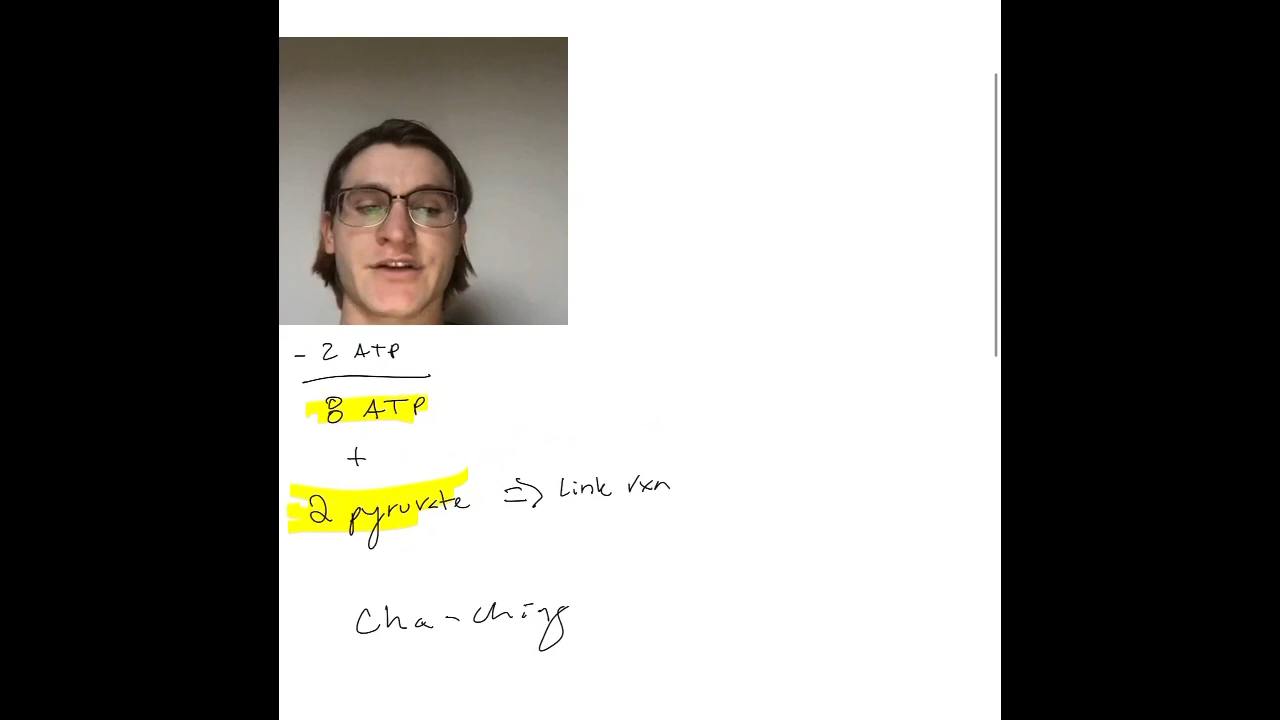 - 2 ATP
8 ATP
+
2 pyruvate => Link rxn
Cha-ching